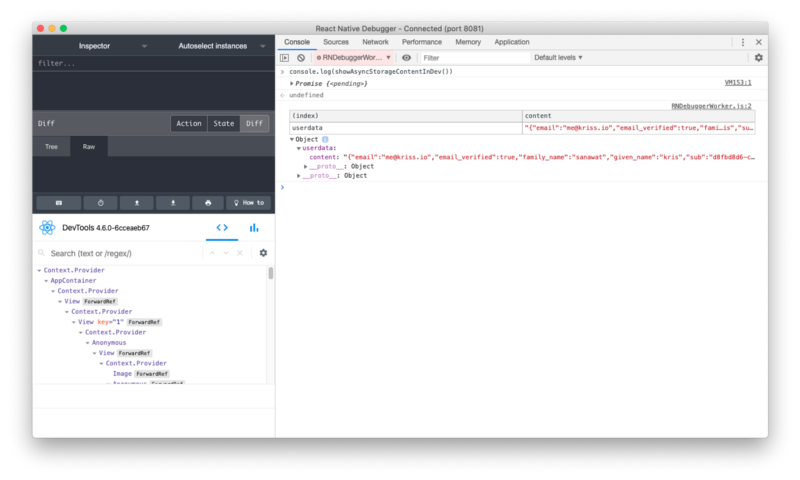 React Native Debugger - Connected (port 8081)
Inspector
Autoselect instances
filter...
Diff
Action
State
Diff
Tree
Raw
How to
DevTools 4.6.0-6cceaeb67
Search (text or /regex/)
Context.Provider
AppContainer
Context.Provider
View ForwardRef
Context.Provider
View key="1" ForwardRef
Context.Provider
Anonymous
View ForwardRef
Context.Provider
Image ForwardRef
Anonymous ForwardRef
Console
Sources
Network
Performance
Memory
Application
RNDebuggerWor...
Filter
Default levels ▼
console.log(showAsyncStorageContentInDev())
Promise {<pending>}
VM153:1
undefined
RNDebuggerWorker.js:2
(index)
content
userdata
"{"email":"me@kriss.io","email_verified":true,"fami…is","su…
Object
userdata:
content: "{"email":"me@kriss.io","email_verified":true,"family_name":"sanawat","given_name":"kris","sub":"d8fbd8d6-c…
__proto__: Object
__proto__: Object